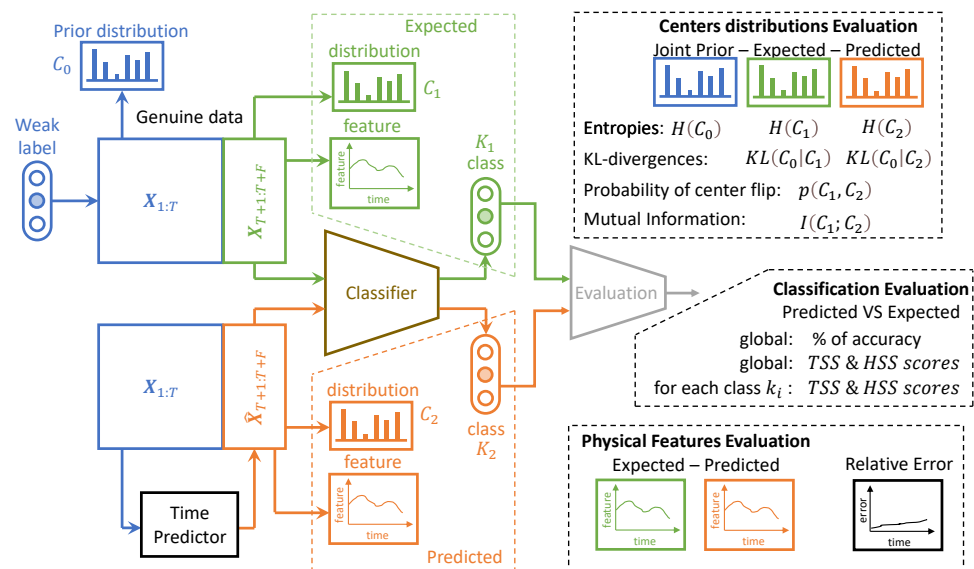 Prior distribution
C₀
Genuine data
Weak
label
X₁:T
X_T+1:T+F
Expected
distribution
C₁
feature
feature
time
K₁
class
Classifier
Evaluation
X₁:T
X̂_T+1:T+F
Time
Predictor
distribution
C₂
feature
feature
time
class
K₂
Predicted
Centers distributions Evaluation
Joint Prior – Expected – Predicted
Entropies: H(C₀) H(C₁) H(C₂)
KL-divergences: KL(C₀|C₁) KL(C₀|C₂)
Probability of center flip: p(C₁, C₂)
Mutual Information: I(C₁; C₂)
Classification Evaluation
Predicted VS Expected
global: % of accuracy
global: TSS & HSS scores
for each class kᵢ : TSS & HSS scores
Physical Features Evaluation
Expected – Predicted
Relative Error
feature
time
feature
time
error
time